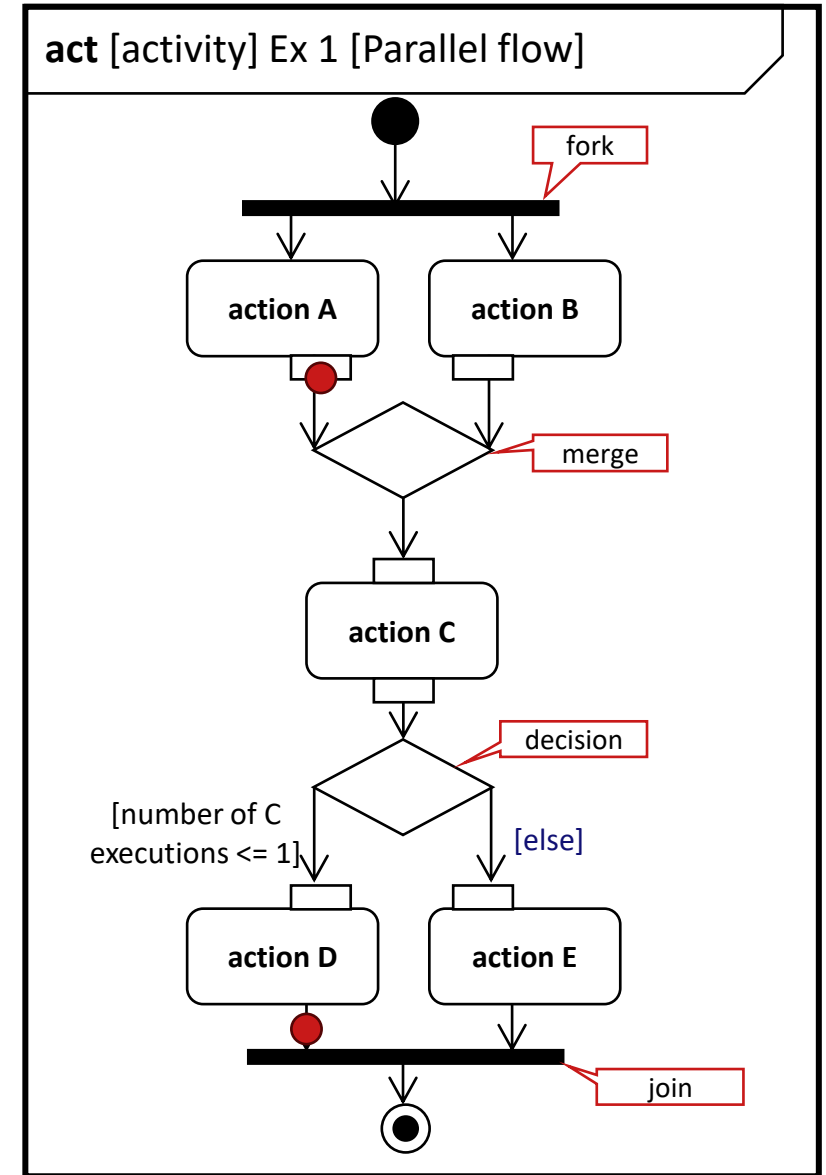 act [activity] Ex 1 [Parallel flow]
fork
action A
action B
merge
action C
decision
[number of C
executions <= 1]
[else]
action D
action E
join